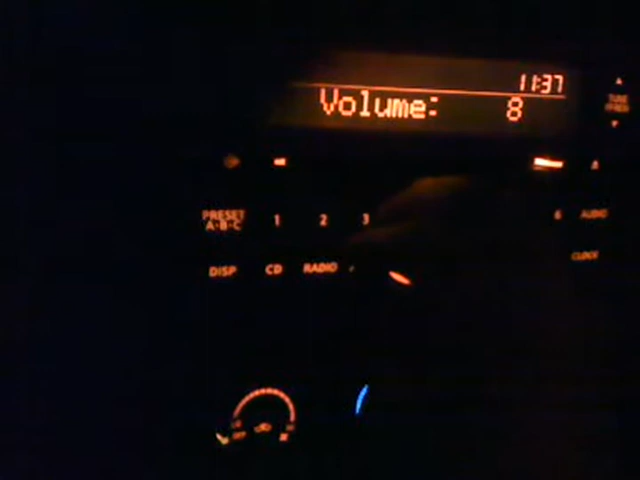 11:37
Volume: 8
PRESET
A·B·C
1 2 3 6 AUDIO
DISP CD RADIO CLOCK